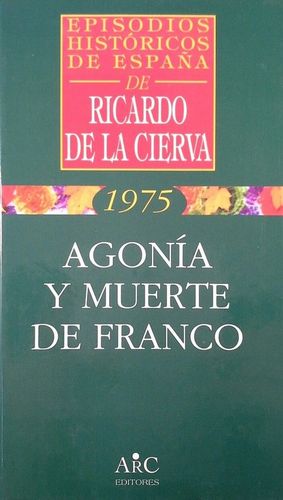 EPISODIOS
HISTÓRICOS
DE ESPAÑA
DE
RICARDO
DE LA CIERVA
1975
AGONÍA
Y MUERTE
DE FRANCO
ARC
EDITORES